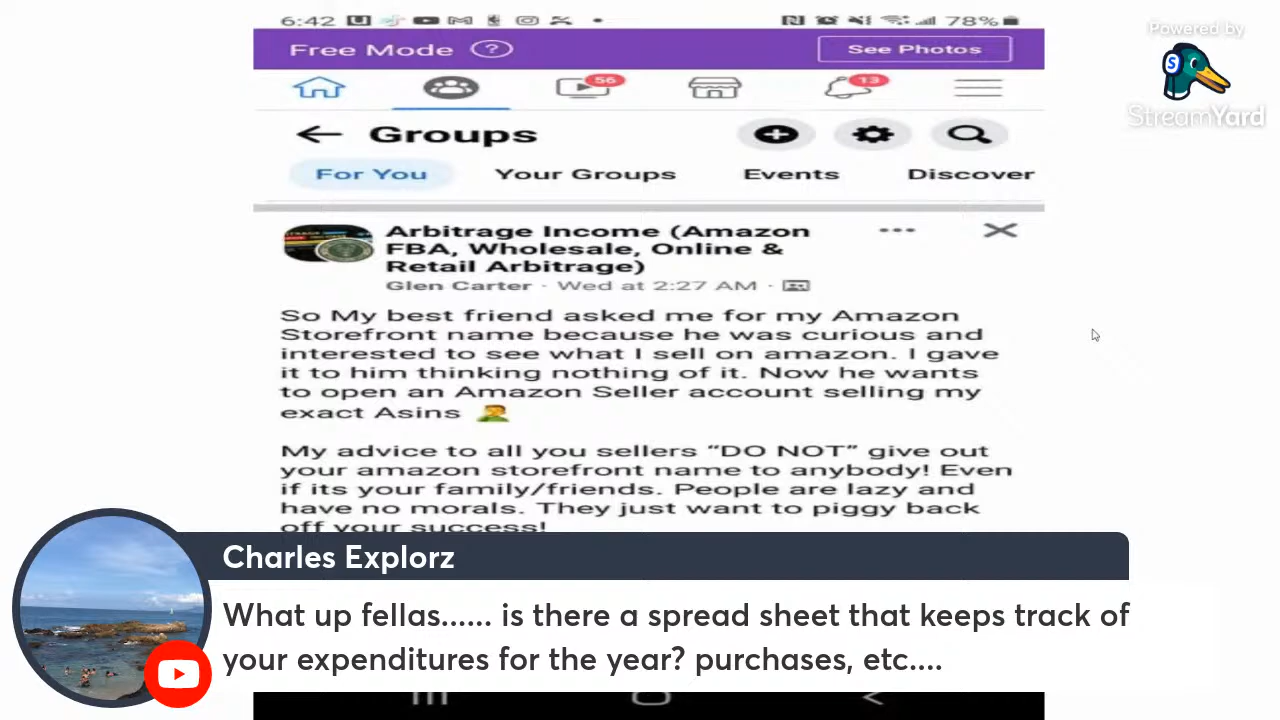 6:42
78%
Powered by
S
StreamYard
Free Mode ?
See Photos
56
13
Groups
For You
Your Groups
Events
Discover
Arbitrage Income (Amazon
FBA, Wholesale, Online &
Retail Arbitrage)
Glen Carter · Wed at 2:27 AM ·
So My best friend asked me for my Amazon
Storefront name because he was curious and
interested to see what I sell on amazon. I gave
it to him thinking nothing of it. Now he wants
to open an Amazon Seller account selling my
exact Asins
My advice to all you sellers “DO NOT” give out
your amazon storefront name to anybody! Even
if its your family/friends. People are lazy and
have no morals. They just want to piggy back
off your success!
Charles Explorz
What up fellas...... is there a spread sheet that keeps track of
your expenditures for the year? purchases, etc....